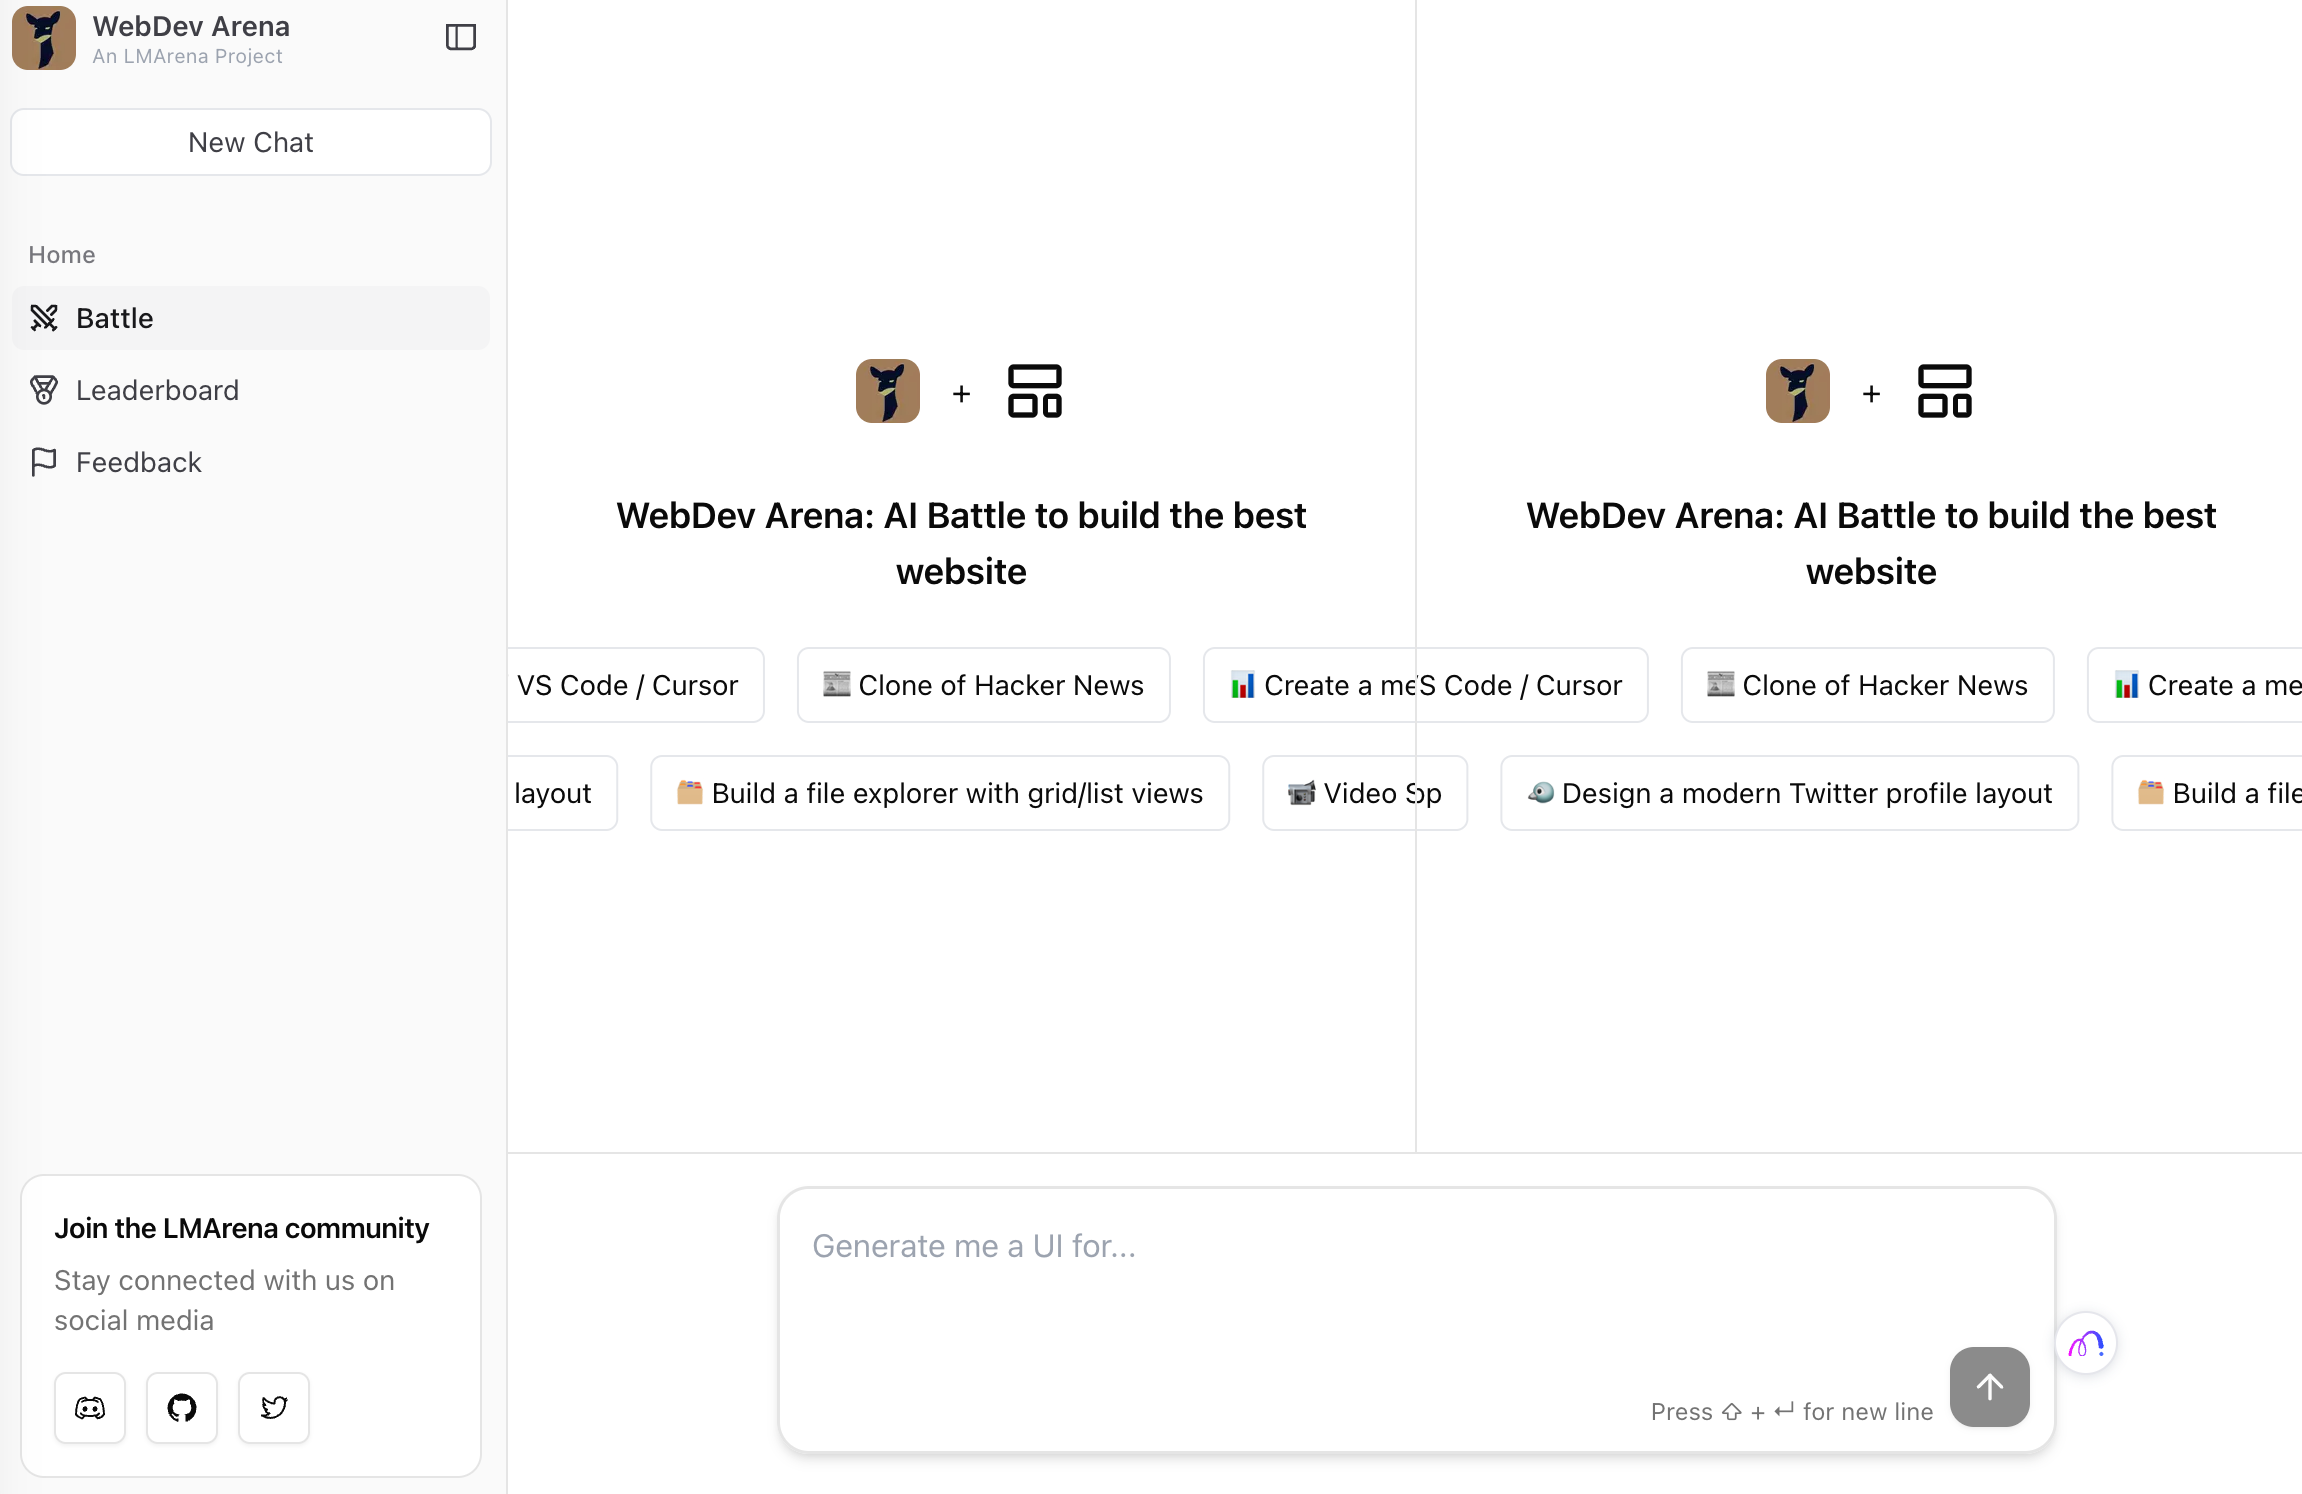 WebDev Arena
An LMArena Project
New Chat
Home
Battle
Leaderboard
Feedback
Join the LMArena community
Stay connected with us on
social media
+
WebDev Arena: AI Battle to build the best
website
VS Code / Cursor
Clone of Hacker News
Create a me
layout
Build a file explorer with grid/list views
Video
+
WebDev Arena: AI Battle to build the best
website
S Code / Cursor
Clone of Hacker News
Create a me
Design a modern Twitter profile layout
Build a file
Generate me a UI for...
Press ⇧ + ↵ for new line